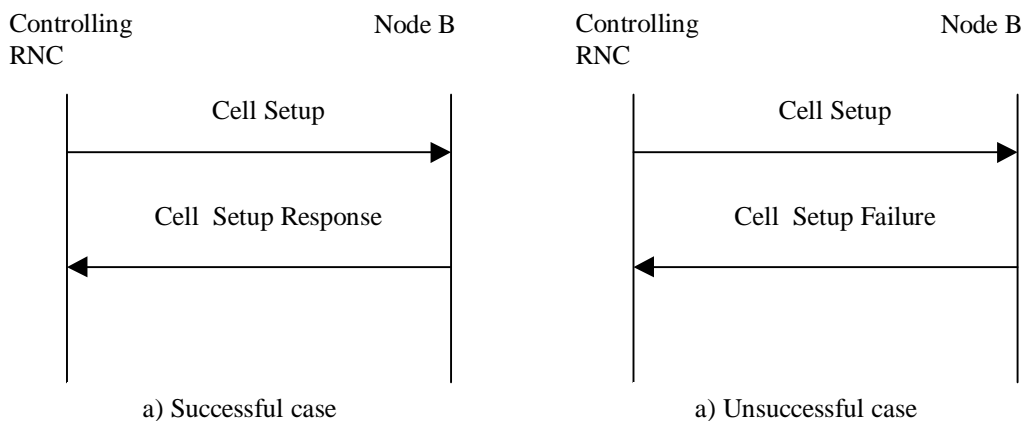 Controlling
RNC
Node B
Cell Setup
Cell Setup Response
a) Successful case
Controlling
RNC
Node B
Cell Setup
Cell Setup Failure
a) Unsuccessful case